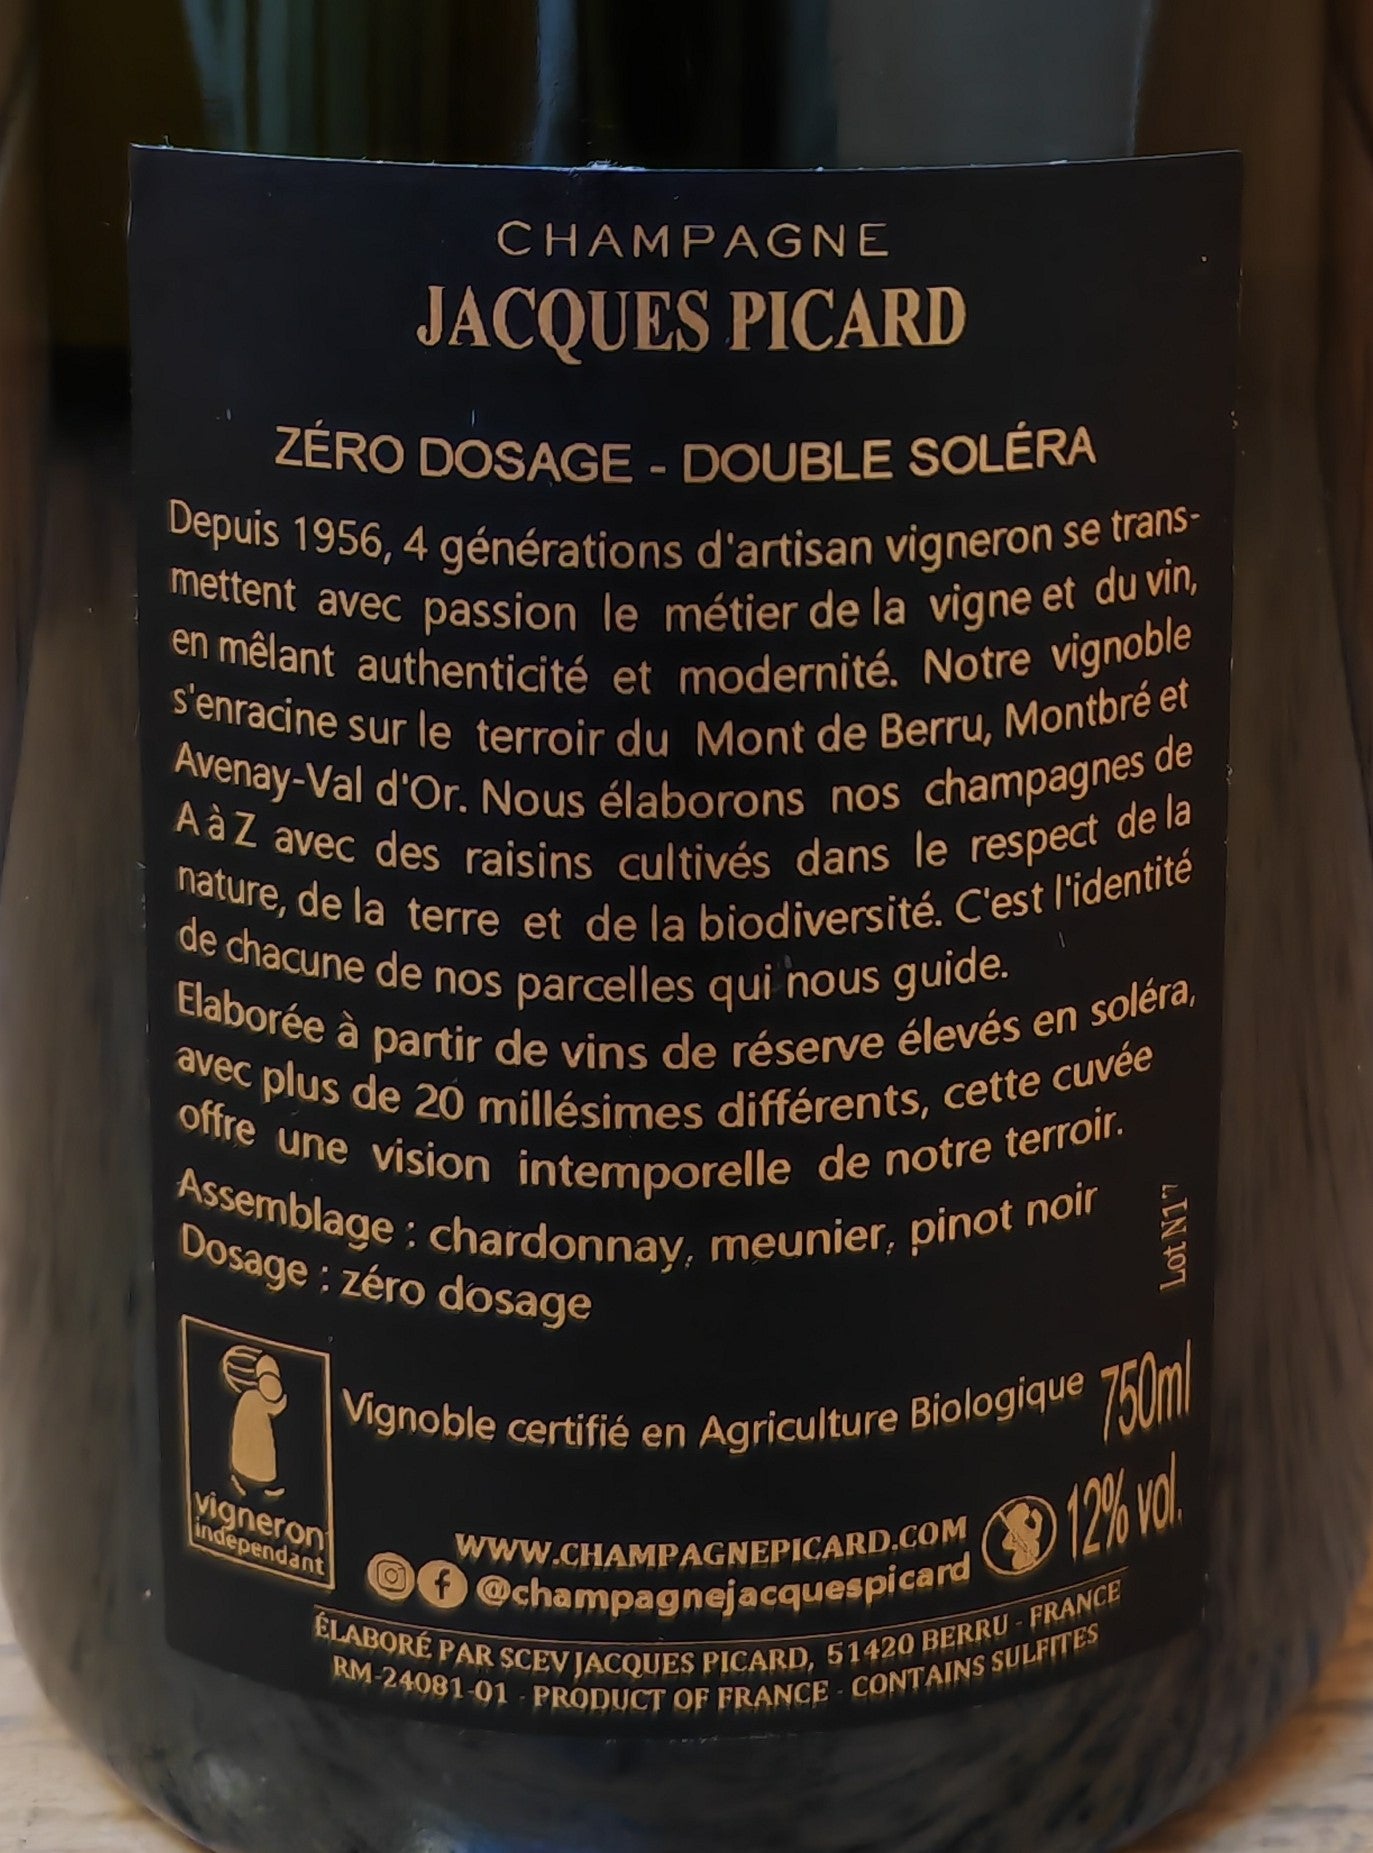 CHAMPAGNE
JACQUES PICARD
ZÉRO DOSAGE - DOUBLE SOLÉRA
Depuis 1956, 4 générations d'artisan vigneron se trans-
mettent avec passion le métier de la vigne et du vin,
en mêlant authenticité et modernité. Notre vignoble
s'enracine sur le terroir du Mont de Berru, Montbré et
Avenay-Val d'Or. Nous élaborons nos champagnes de
A à Z avec des raisins cultivés dans le respect de la
nature, de la terre et de la biodiversité. C'est l'identité
de chacune de nos parcelles qui nous guide.
Elaborée à partir de vins de réserve élevés en soléra,
avec plus de 20 millésimes différents, cette cuvée
offre une vision intemporelle de notre terroir.
Assemblage : chardonnay, meunier, pinot noir
Dosage : zéro dosage
Lot N17
Vignoble certifié en Agriculture Biologique 750ml
vigneron
indépendant
12% vol.
WWW.CHAMPAGNEPICARD.COM
@champagnejacquespicard
ÉLABORÉ PAR SCEV JACQUES PICARD, 51420 BERRU - FRANCE
RM-24081-01 - PRODUCT OF FRANCE - CONTAINS SULFITES